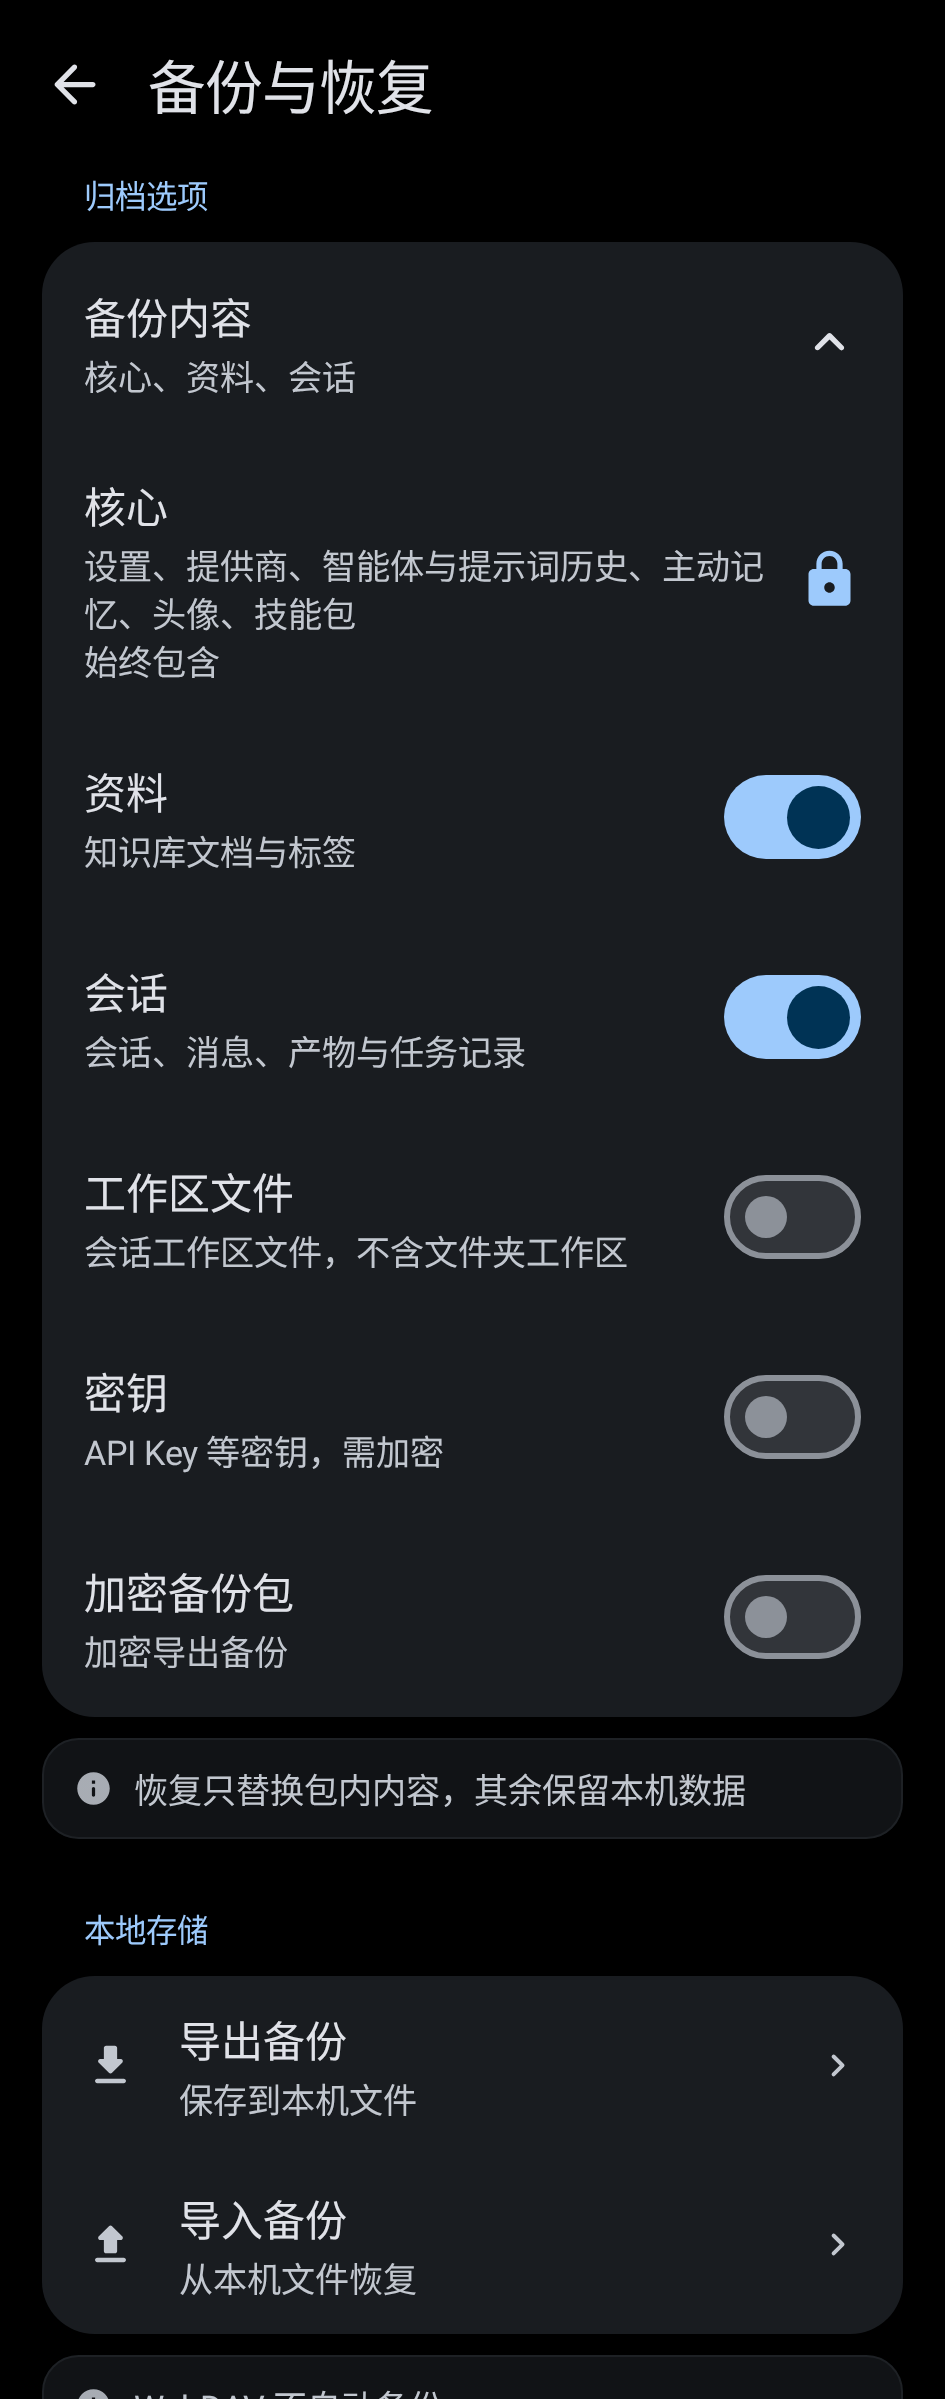 备份与恢复
归档选项
备份内容
核心、资料、会话
核心
设置、提供商、智能体与提示词历史、主动记
忆、头像、技能包
始终包含
资料
知识库文档与标签
会话
会话、消息、产物与任务记录
工作区文件
会话工作区文件，不含文件夹工作区
密钥
API Key 等密钥，需加密
加密备份包
加密导出备份
恢复只替换包内内容，其余保留本机数据
本地存储
导出备份
保存到本机文件
导入备份
从本机文件恢复
WebDAV 不自动备份